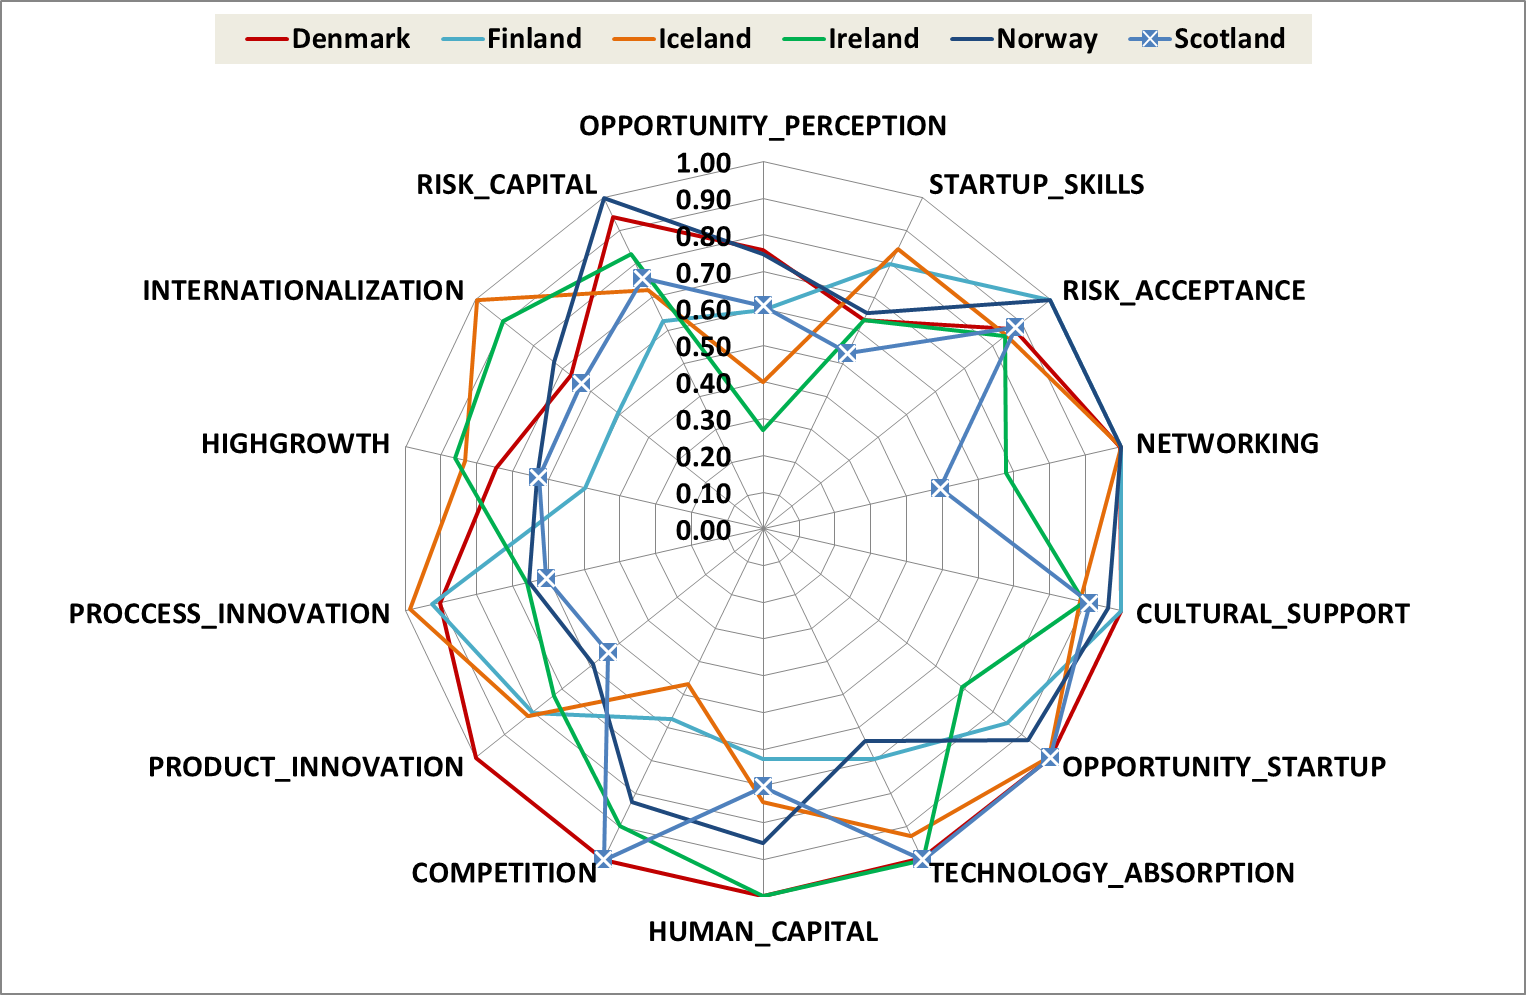 Denmark Finland Iceland Ireland Norway Scotland
OPPORTUNITY_PERCEPTION
1.00
RISK_CAPITAL
STARTUP_SKILLS
0.90
0.80
0.70
INTERNATIONALIZATION
RISK_ACCEPTANCE
0.60
0.50
0.40
HIGHGROWTH
NETWORKING
0.30
0.20
0.10
0.00
PROCCESS_INNOVATION
CULTURAL_SUPPORT
PRODUCT_INNOVATION
OPPORTUNITY_STARTUP
COMPETITION
TECHNOLOGY_ABSORPTION
HUMAN_CAPITAL